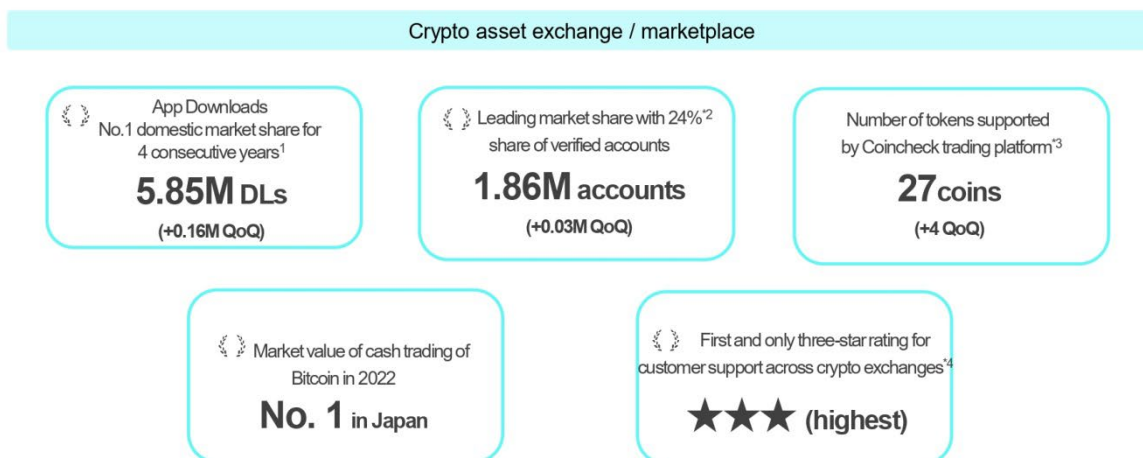 Crypto asset exchange / marketplace
App Downloads
No.1 domestic market share for
4 consecutive years¹
5.85M DLs
(+0.16M QoQ)
Leading market share with 24%*²
share of verified accounts
1.86M accounts
(+0.03M QoQ)
Number of tokens supported
by Coincheck trading platform*³
27 coins
(+4 QoQ)
Market value of cash trading of
Bitcoin in 2022
No. 1 in Japan
First and only three-star rating for
customer support across crypto exchanges*⁴
★★★ (highest)